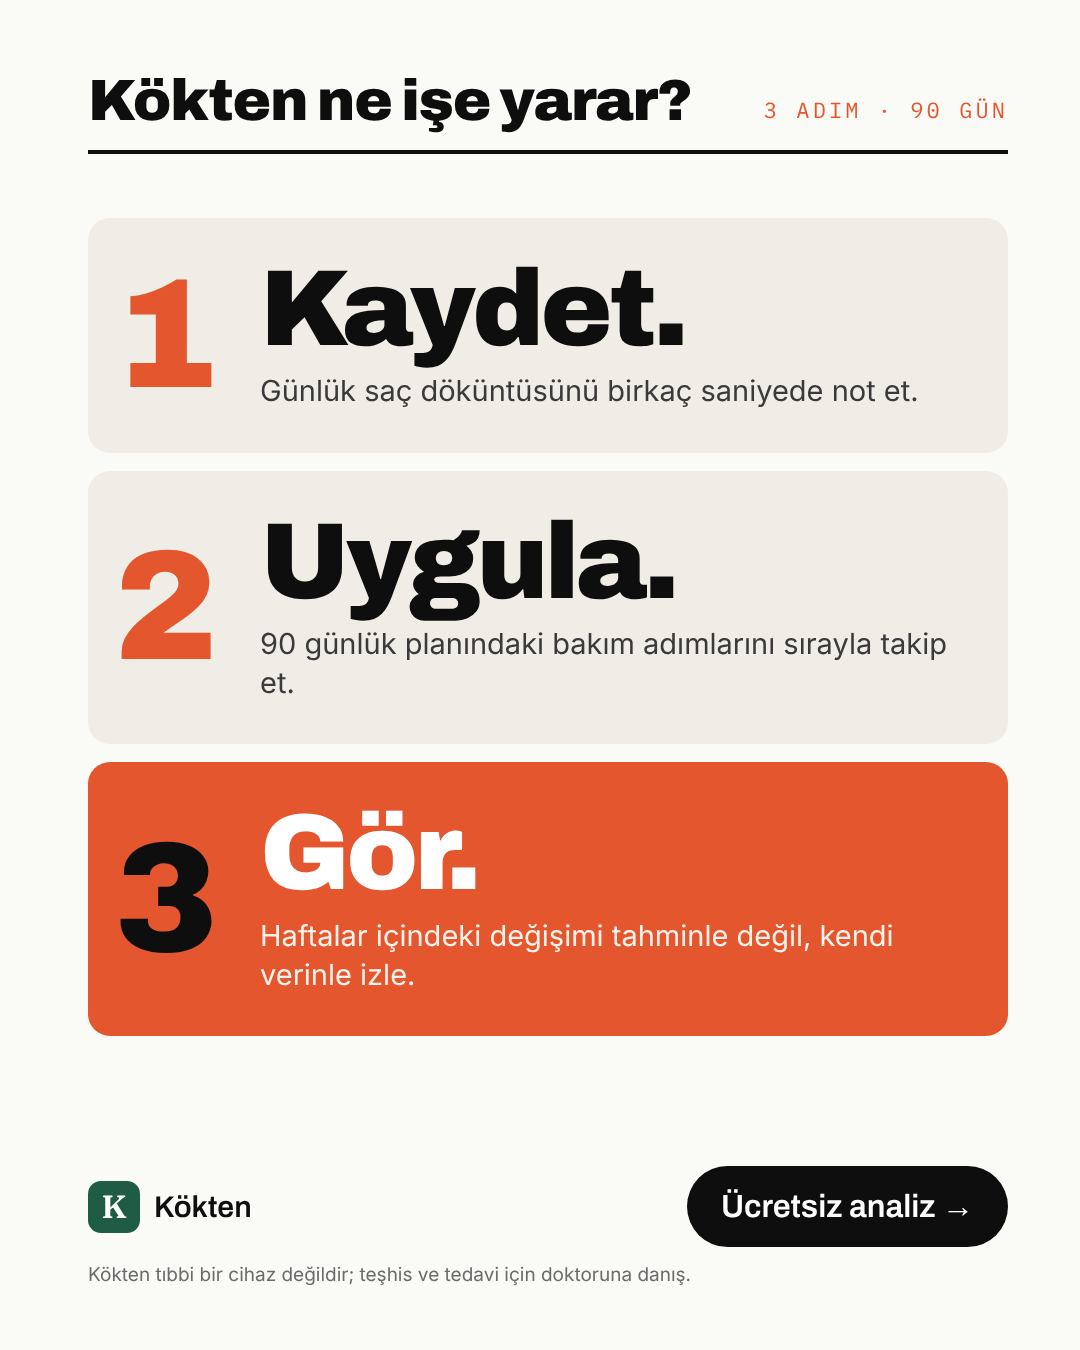 Kökten ne işe yarar?
3 ADIM · 90 GÜN
1
Kaydet.
Günlük saç döküntüsünü birkaç saniyede not et.
2
Uygula.
90 günlük planındaki bakım adımlarını sırayla takip
et.
3
Gör.
Haftalar içindeki değişimi tahminle değil, kendi
verinle izle.
K
Kökten
Ücretsiz analiz →
Kökten tıbbi bir cihaz değildir; teşhis ve tedavi için doktoruna danış.